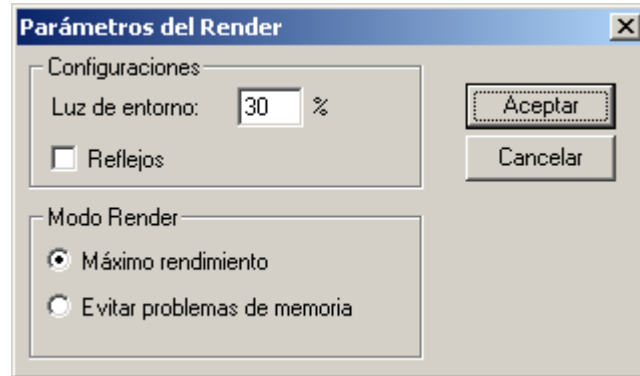 Parámetros del Render
Configuraciones
Luz de entorno: 30 %
Reflejos
Aceptar
Cancelar
Modo Render
Máximo rendimiento
Evitar problemas de memoria